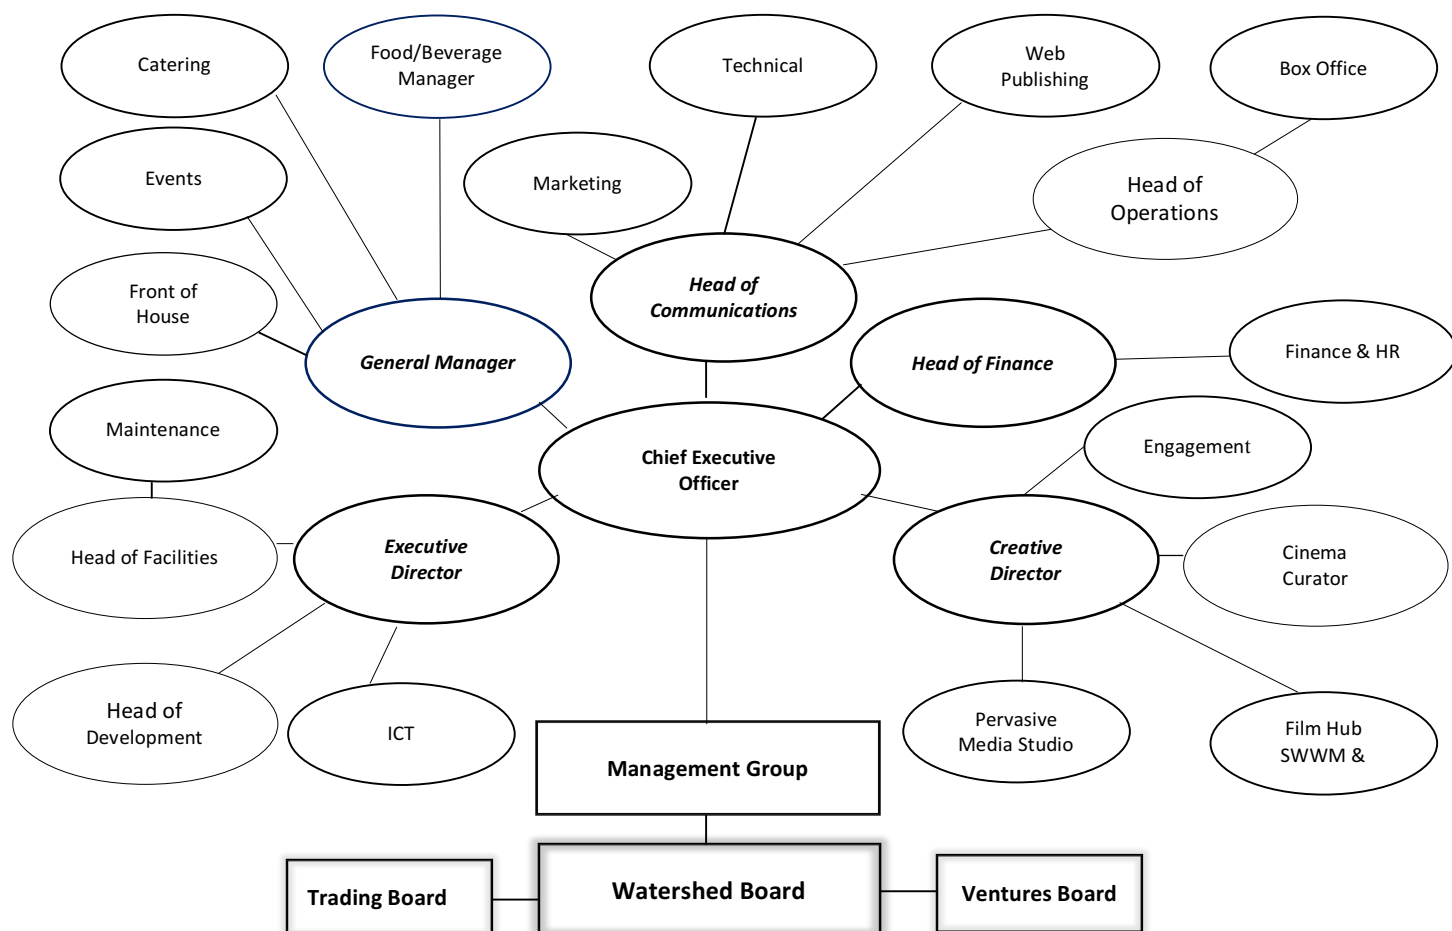 Catering
Food/Beverage
Manager
Technical
Web
Publishing
Box Office
Events
Marketing
Head of
Operations
Front of
House
Head of
Communications
General Manager
Head of Finance
Finance & HR
Maintenance
Chief Executive
Officer
Engagement
Head of Facilities
Executive
Director
Creative
Director
Cinema
Curator
Head of
Development
ICT
Pervasive
Media Studio
Film Hub
SWWM &
Management Group
Trading Board
Watershed Board
Ventures Board